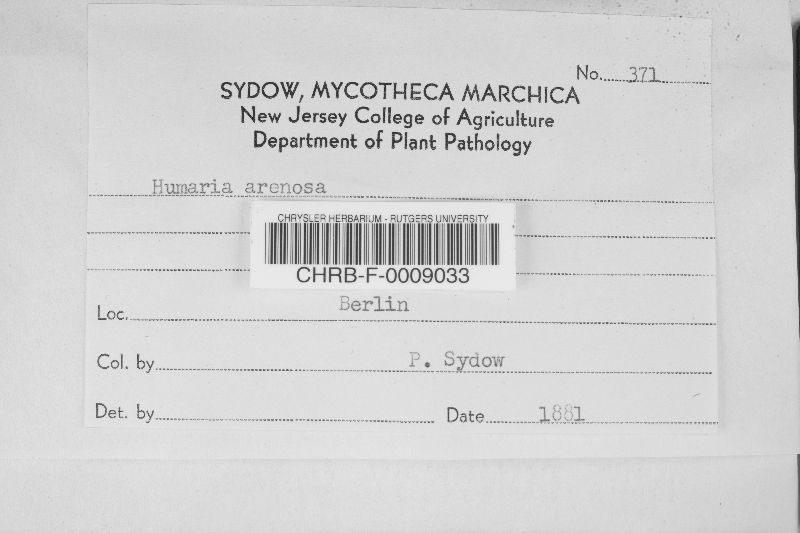 No. 371
SYDOW, MYCOTHECA MARCHICA
New Jersey College of Agriculture
Department of Plant Pathology
Humaria arenosa
CHRYSLER HERBARIUM - RUTGERS UNIVERSITY
CHRB-F-0009033
Loc. Berlin
Col. by P. Sydow
Det. by Date 1881